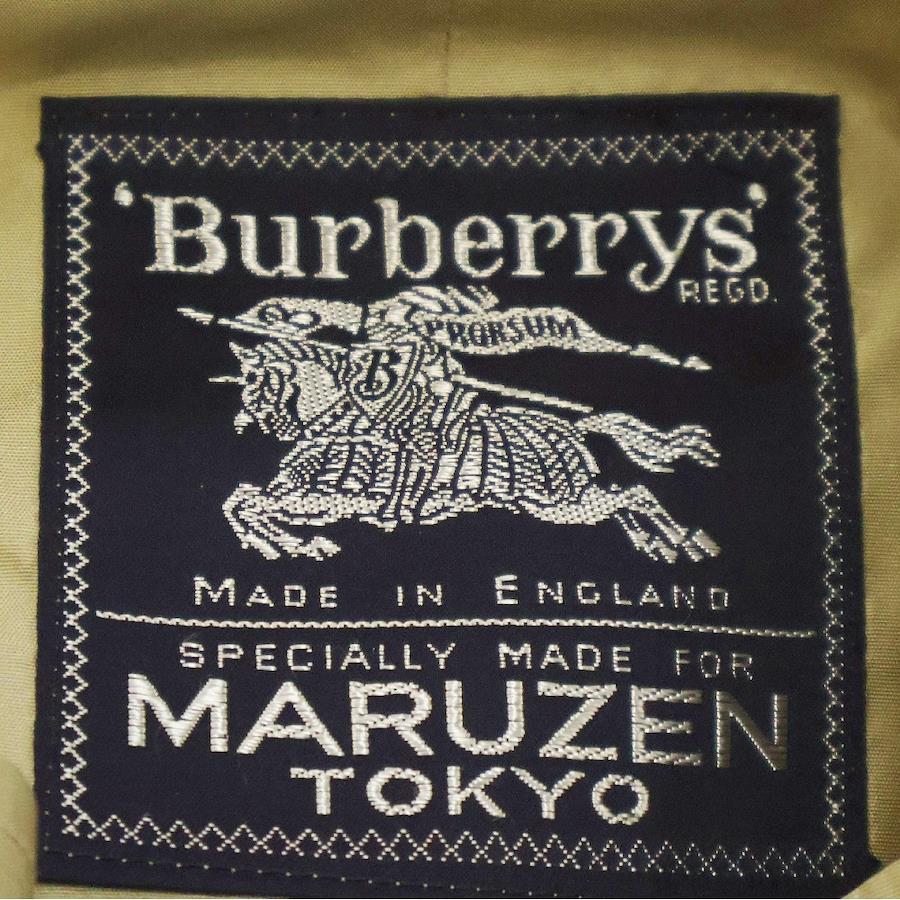 ‘Burberrys’
REGD.
PRORSUM
B
MADE IN ENGLAND
SPECIALLY MADE FOR
MARUZEN
TOKYO